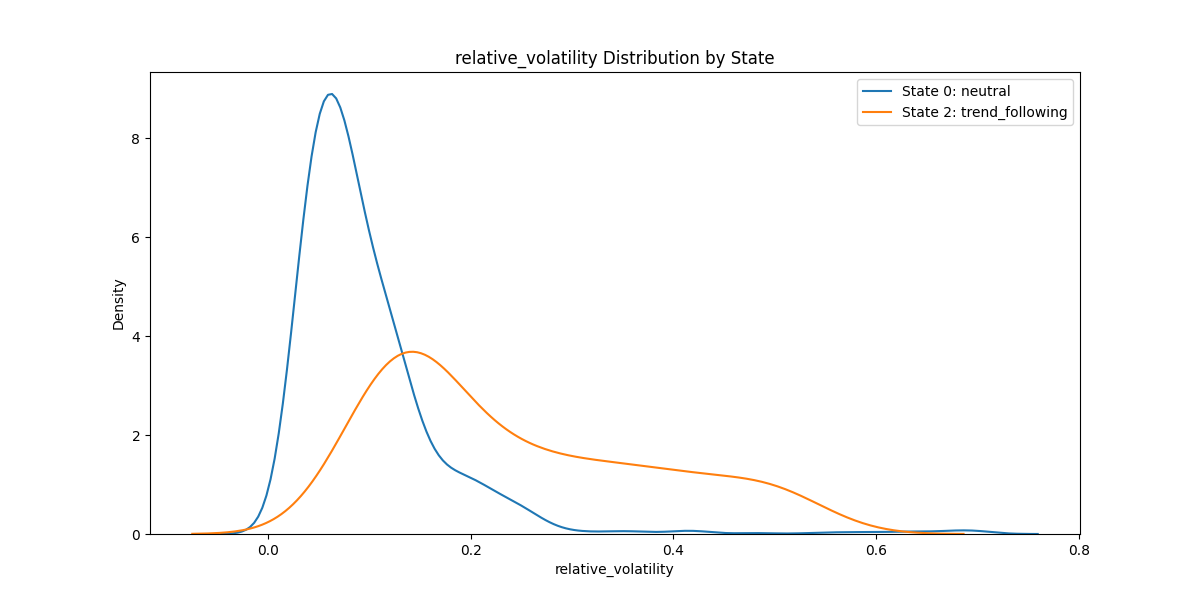 relative_volatility Distribution by State
State 0: neutral
State 2: trend_following
Density
8
6
4
2
0
0.0 0.2 0.4 0.6 0.8
relative_volatility